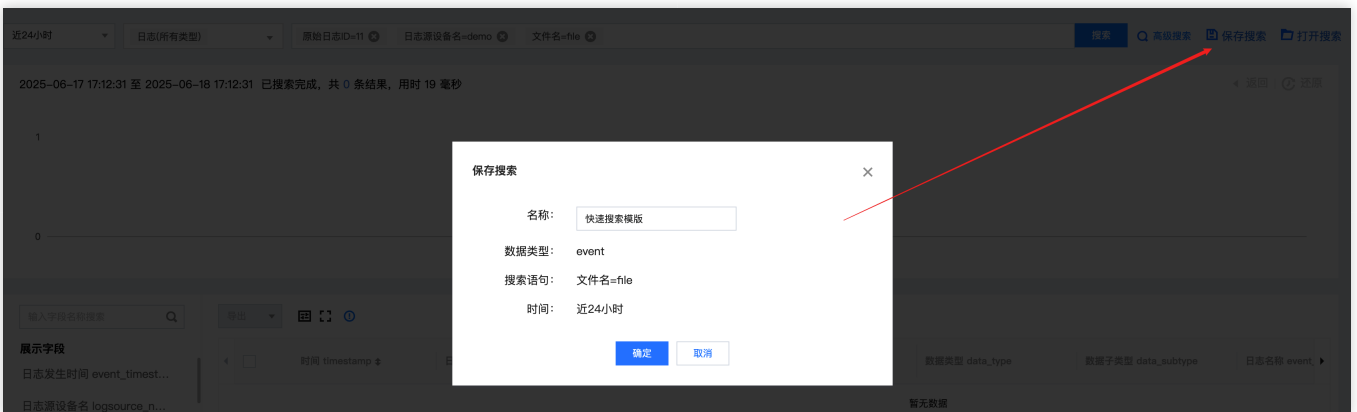 近24小时 日志(所有类型) 原始日志ID=11 日志源设备名=demo 文件名=file 搜索 高级搜索 保存搜索 打开搜索
2025-06-17 17:12:31 至 2025-06-18 17:12:31 已搜索完成，共 0 条结果，用时 19 毫秒 返回 还原
1
0
保存搜索
名称： 快速搜索模版
数据类型： event
搜索语句： 文件名=file
时间： 近24小时
确定 取消
输入字段名称搜索 导出
展示字段
时间 timestamp 日 数据类型 data_type 数据子类型 data_subtype 日志名称 event_
日志发生时间 event_timest...
日志源设备名 logsource_n...
暂无数据